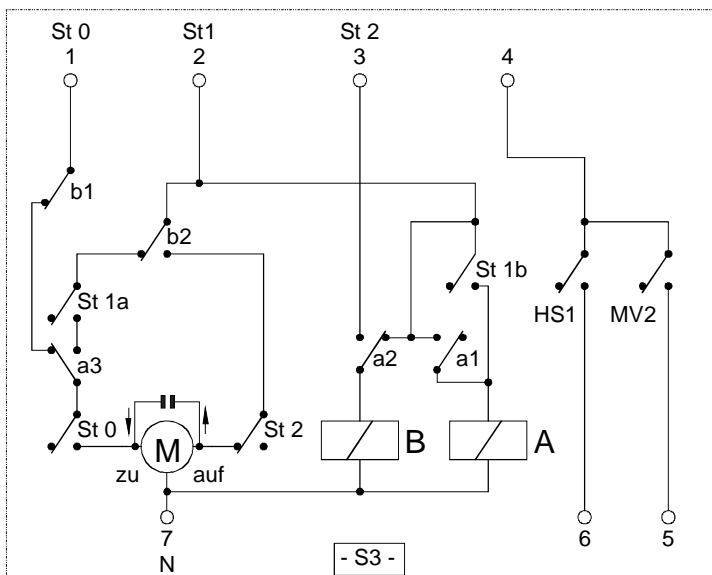 St 0 St1 St 2
1 2 3 4
b1
b2
St 1a
St 1b
HS1 MV2
a3 a2 a1
St 0 St 2
M B A
zu auf
7 6 5
N
- S3 -